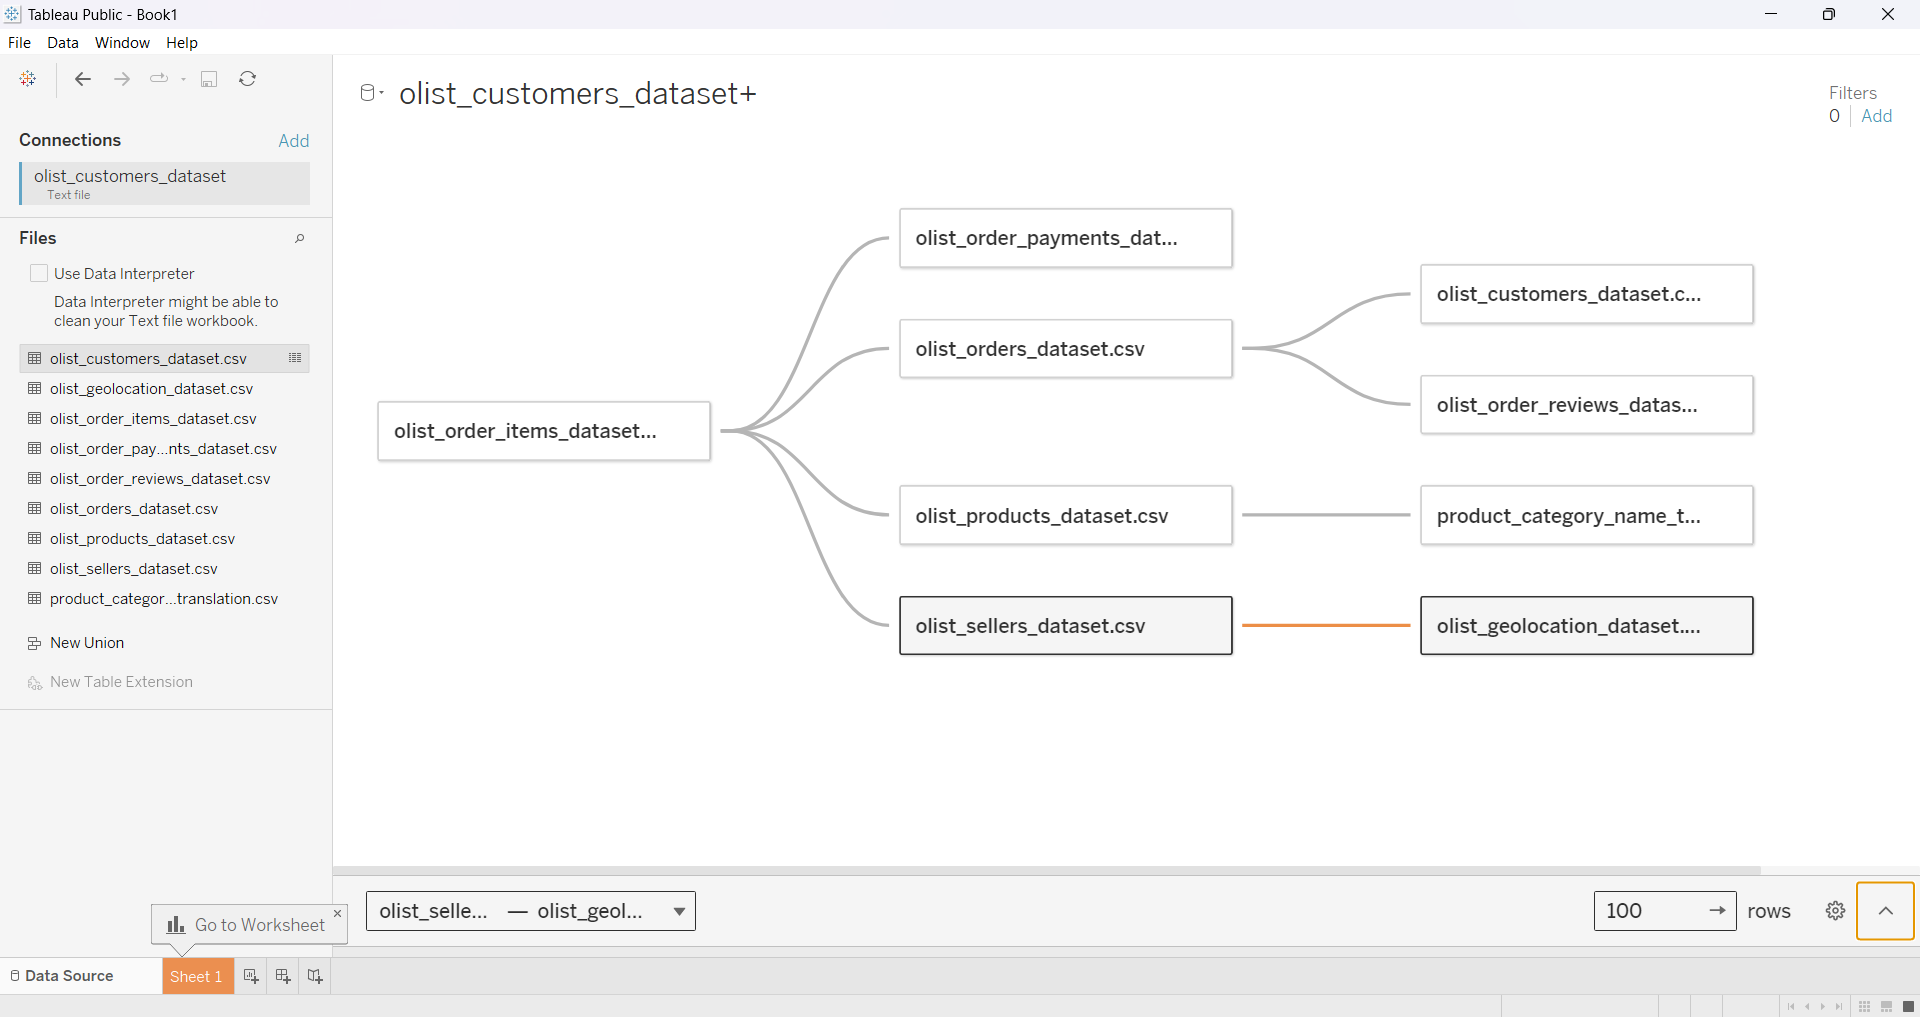 Tableau Public - Book1
File Data Window Help
Connections Add
olist_customers_dataset
Text file
Files
Use Data Interpreter
Data Interpreter might be able to
clean your Text file workbook.
olist_customers_dataset.csv
olist_geolocation_dataset.csv
olist_order_items_dataset.csv
olist_order_pay...nts_dataset.csv
olist_order_reviews_dataset.csv
olist_orders_dataset.csv
olist_products_dataset.csv
olist_sellers_dataset.csv
product_categor...translation.csv
New Union
New Table Extension
olist_customers_dataset+
Filters
0 Add
olist_order_items_dataset...
olist_order_payments_dat...
olist_orders_dataset.csv
olist_products_dataset.csv
olist_sellers_dataset.csv
olist_customers_dataset.c...
olist_order_reviews_datas...
product_category_name_t...
olist_geolocation_dataset....
olist_selle... — olist_geol...
100 → rows
Go to Worksheet
Data Source Sheet 1